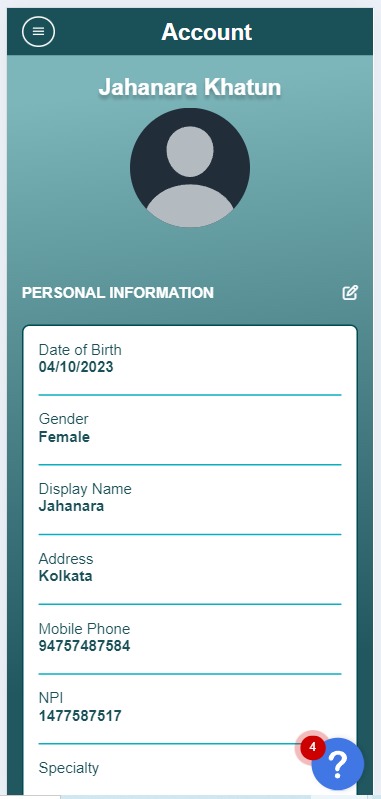 Account
Jahanara Khatun
PERSONAL INFORMATION
Date of Birth
04/10/2023
Gender
Female
Display Name
Jahanara
Address
Kolkata
Mobile Phone
94757487584
NPI
1477587517
Specialty
4
?